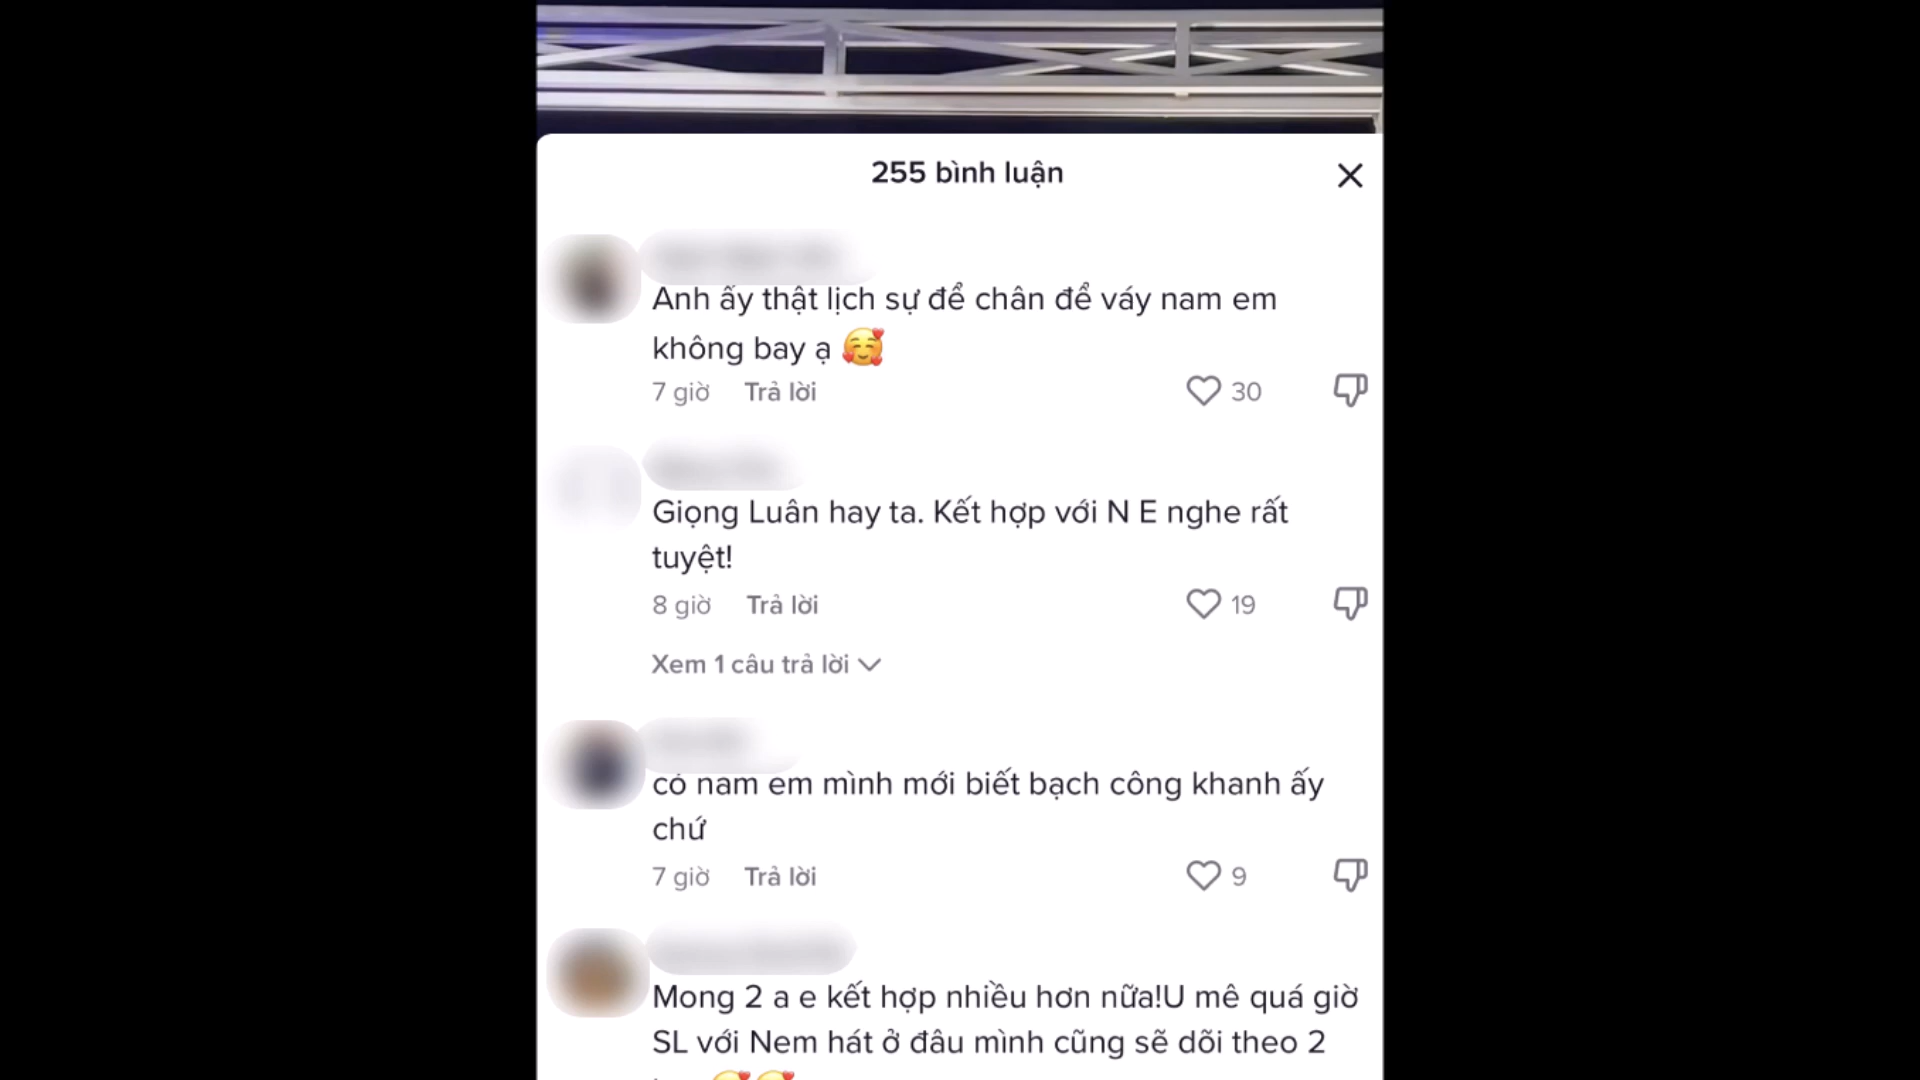 255 bình luận
Anh ấy thật lịch sự để chân để váy nam em
không bay ạ 🥰
7 giờ Trả lời 30
Giọng Luân hay ta. Kết hợp với N E nghe rất
tuyệt!
8 giờ Trả lời 19
Xem 1 câu trả lời
có nam em mình mới biết bạch công khanh ấy
chứ
7 giờ Trả lời 9
Mong 2 a e kết hợp nhiều hơn nữa!U mê quá giờ
SL với Nem hát ở đâu mình cũng sẽ dõi theo 2